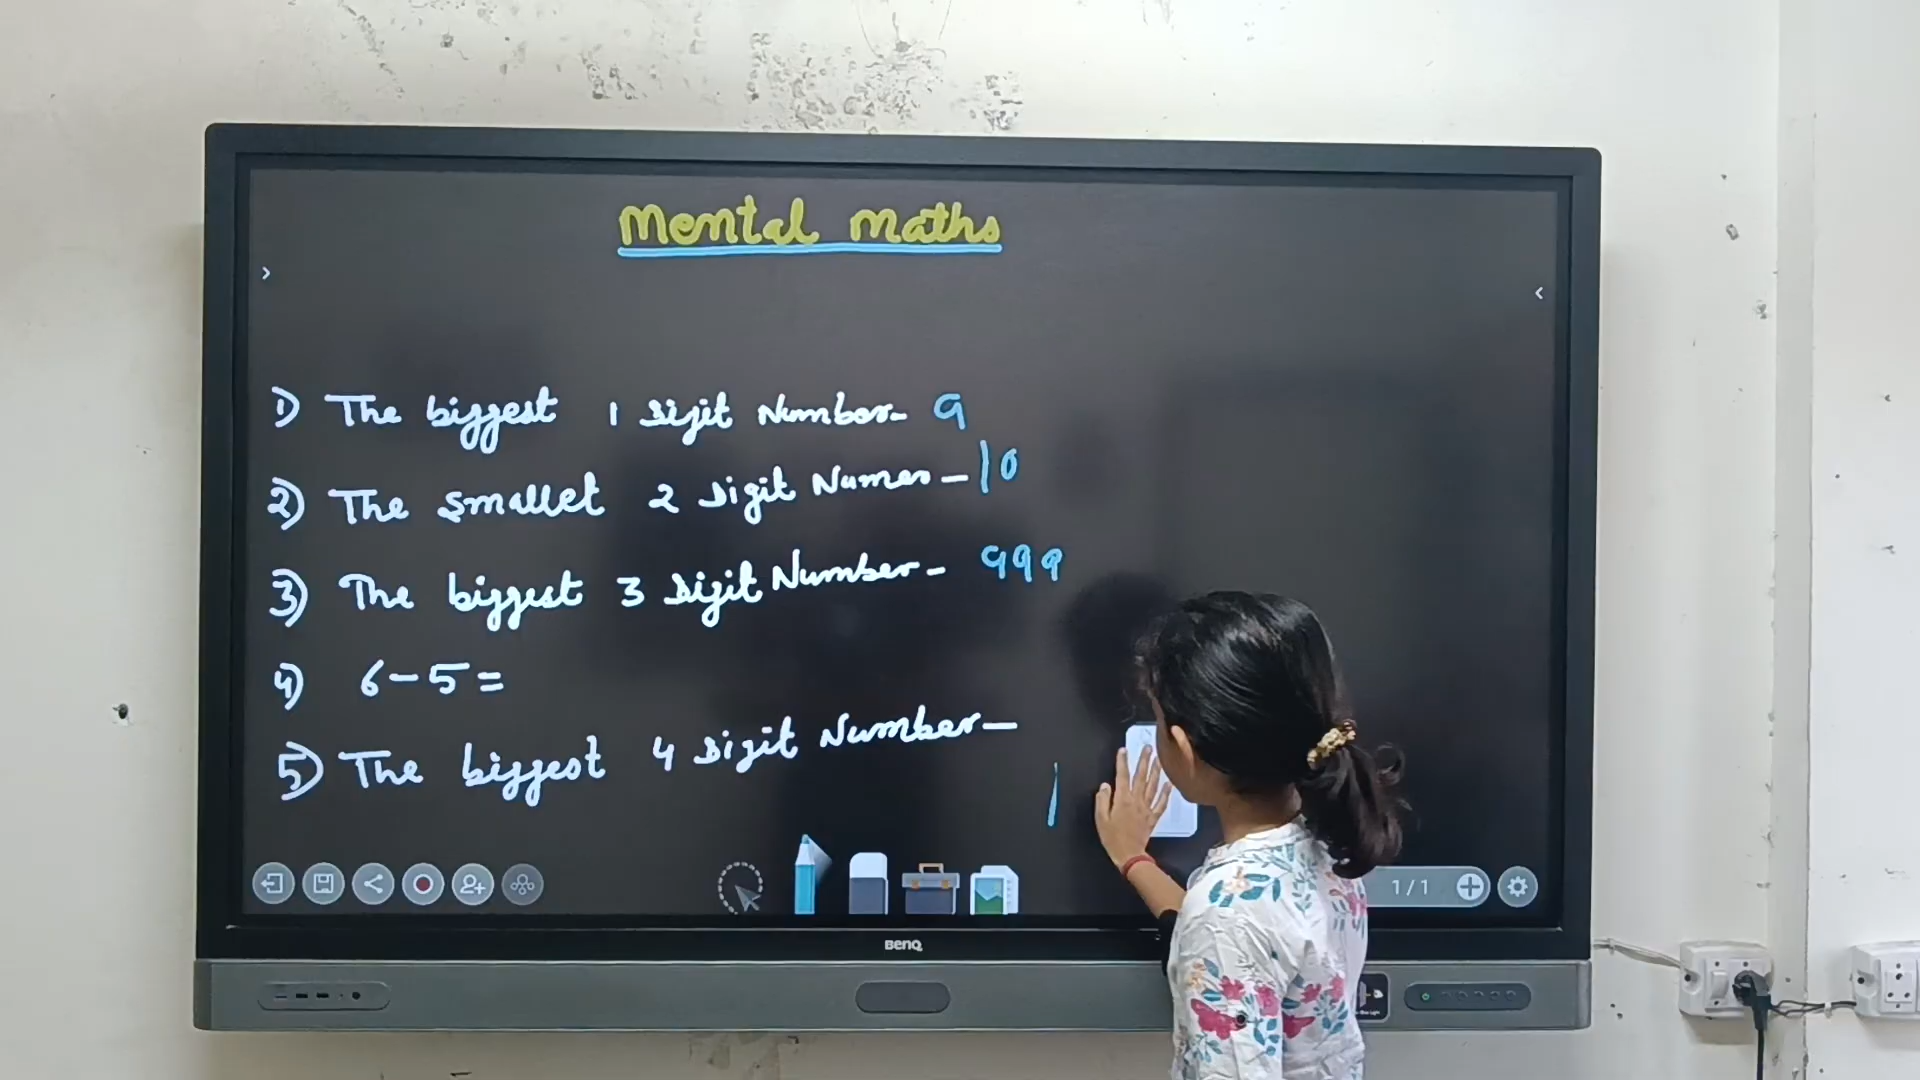 Mental Maths
1) The biggest 1 Digit Number- 9
2) The Smallet 2 Digit Numer - 10
3) The biggest 3 Digit Number - 999
4) 6-5=
5) The biggest 4 Digit Number-
1
1/1
BenQ